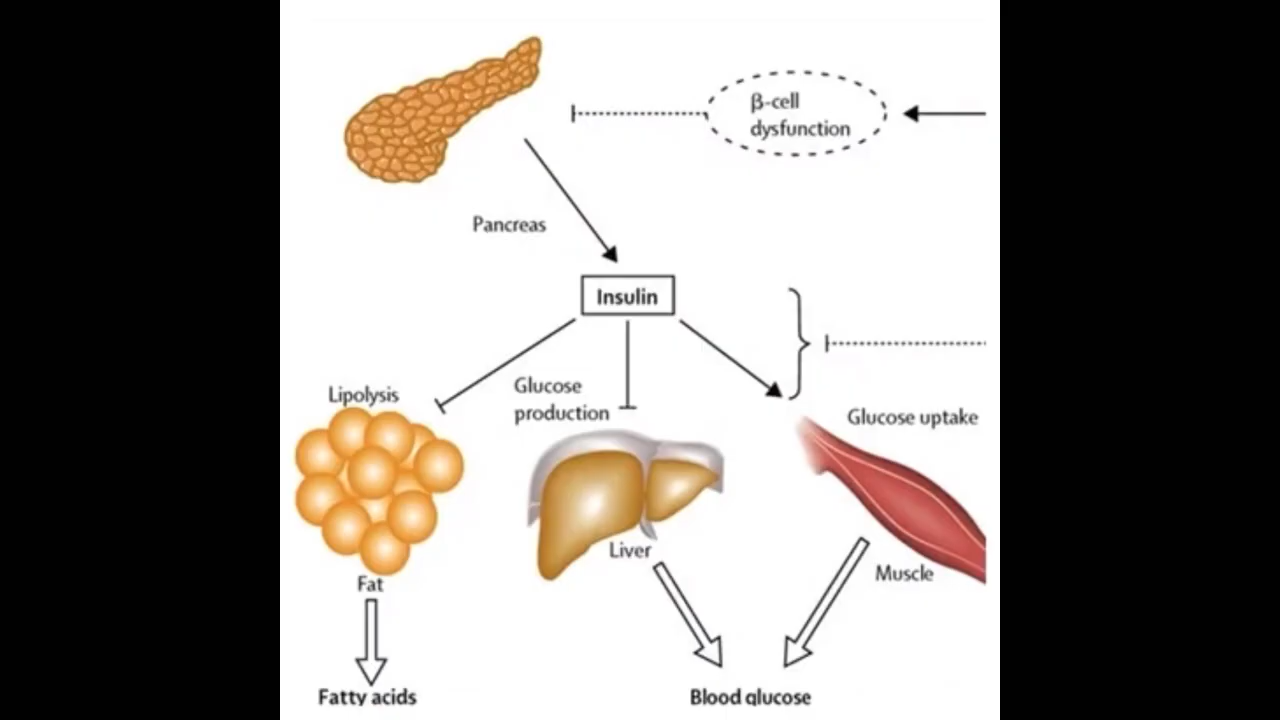 β-cell
dysfunction
Pancreas
Insulin
Lipolysis
Glucose
production
Glucose uptake
Liver
Muscle
Fat
Fatty acids
Blood glucose